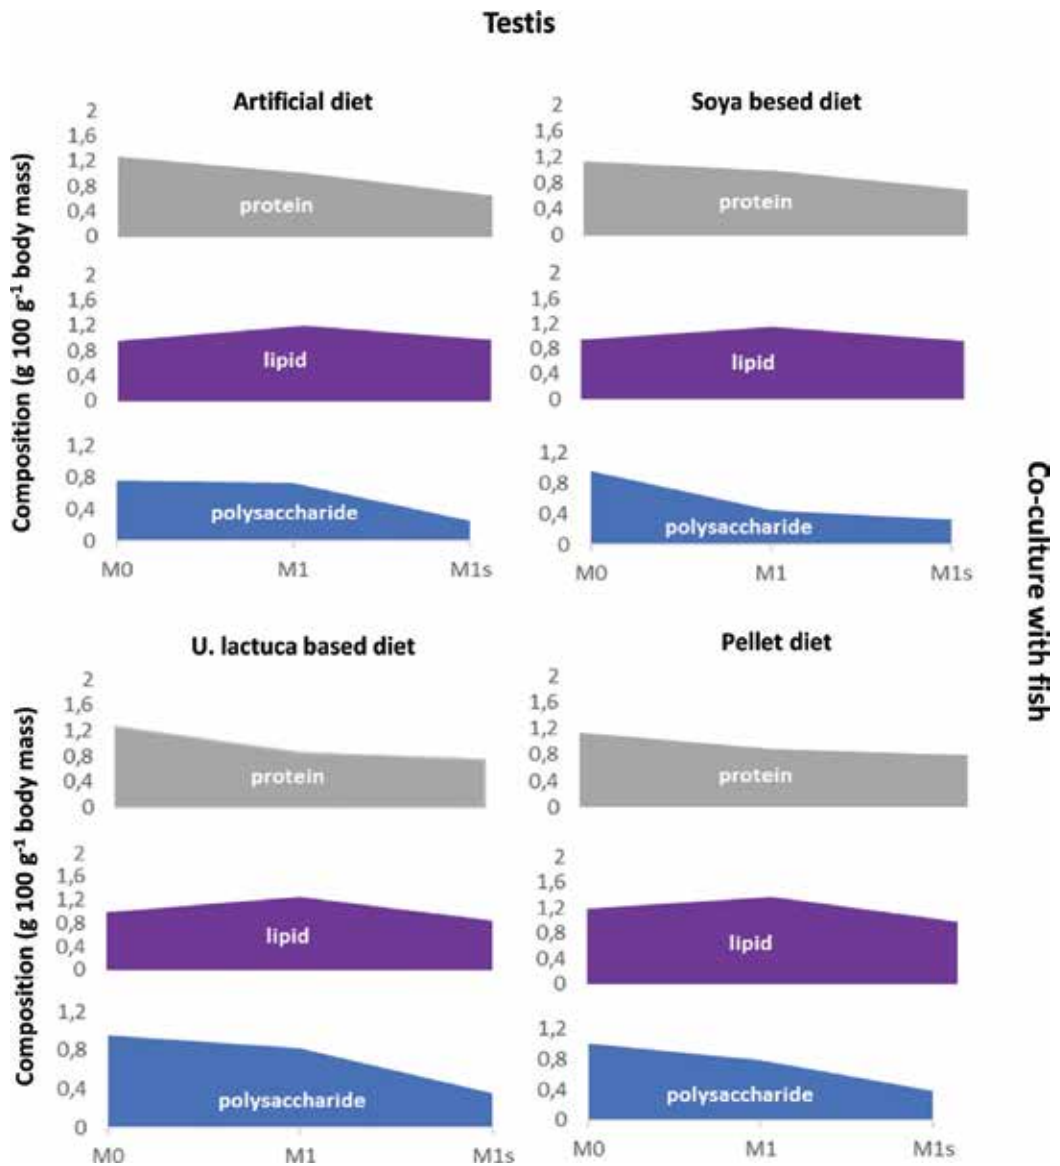 Testis
Artificial diet
Composition (g 100 g⁻¹ body mass)
2
1,6
1,2
0,8
0,4
0
protein
2
1,6
1,2
0,8
0,4
0
lipid
1,2
0,8
0,4
0
polysaccharide
M0 M1 M1s
Soya besed diet
2
1,6
1,2
0,8
0,4
0
protein
2
1,6
1,2
0,8
0,4
0
lipid
1,2
0,8
0,4
0
polysaccharide
M0 M1 M1s
Co-culture with fish
U. lactuca based diet
Composition (g 100 g⁻¹ body mass)
2
1,6
1,2
0,8
0,4
0
protein
2
1,6
1,2
0,8
0,4
0
lipid
1,2
0,8
0,4
0
polysaccharide
M0 M1 M1s
Pellet diet
2
1,6
1,2
0,8
0,4
0
protein
2
1,6
1,2
0,8
0,4
0
lipid
1,2
0,8
0,4
0
polysaccharide
M0 M1 M1s